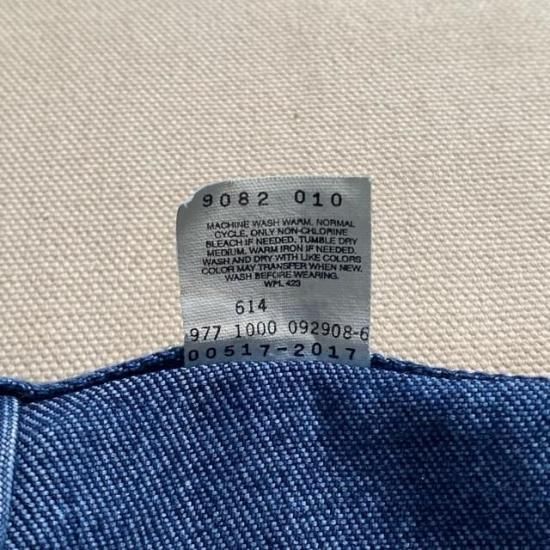 9082 010
MACHINE WASH WARM, NORMAL
CYCLE. ONLY NON-CHLORINE
BLEACH IF NEEDED. TUMBLE DRY
MEDIUM. WARM IRON IF NEEDED.
WASH AND DRY WITH LIKE COLORS
COLOR MAY TRANSFER WHEN NEW.
WASH BEFORE WEARING.
WPL 423
614
977 1000 092908-6
00517-2017